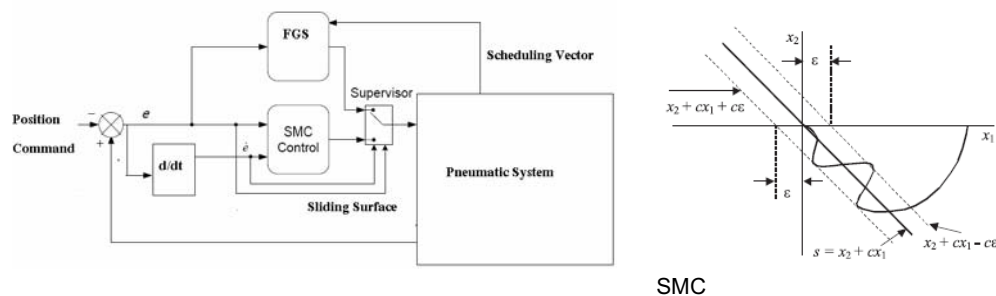 FGS
Scheduling Vector
Supervisor
Position
Command
−
+
e
SMC
Control
ė
d/dt
Sliding Surface
Pneumatic System
x₂
ε
x₂ + cx₁ + cε
x₁
ε
s = x₂ + cx₁
x₂ + cx₁ − cε
SMC